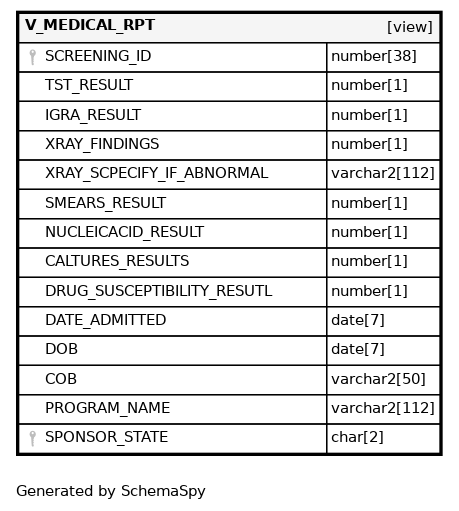 V_MEDICAL_RPT [view]
SCREENING_ID number[38]
TST_RESULT number[1]
IGRA_RESULT number[1]
XRAY_FINDINGS number[1]
XRAY_SCPECIFY_IF_ABNORMAL varchar2[112]
SMEARS_RESULT number[1]
NUCLEICACID_RESULT number[1]
CALTURES_RESULTS number[1]
DRUG_SUSCEPTIBILITY_RESUTL number[1]
DATE_ADMITTED date[7]
DOB date[7]
COB varchar2[50]
PROGRAM_NAME varchar2[112]
SPONSOR_STATE char[2]
Generated by SchemaSpy